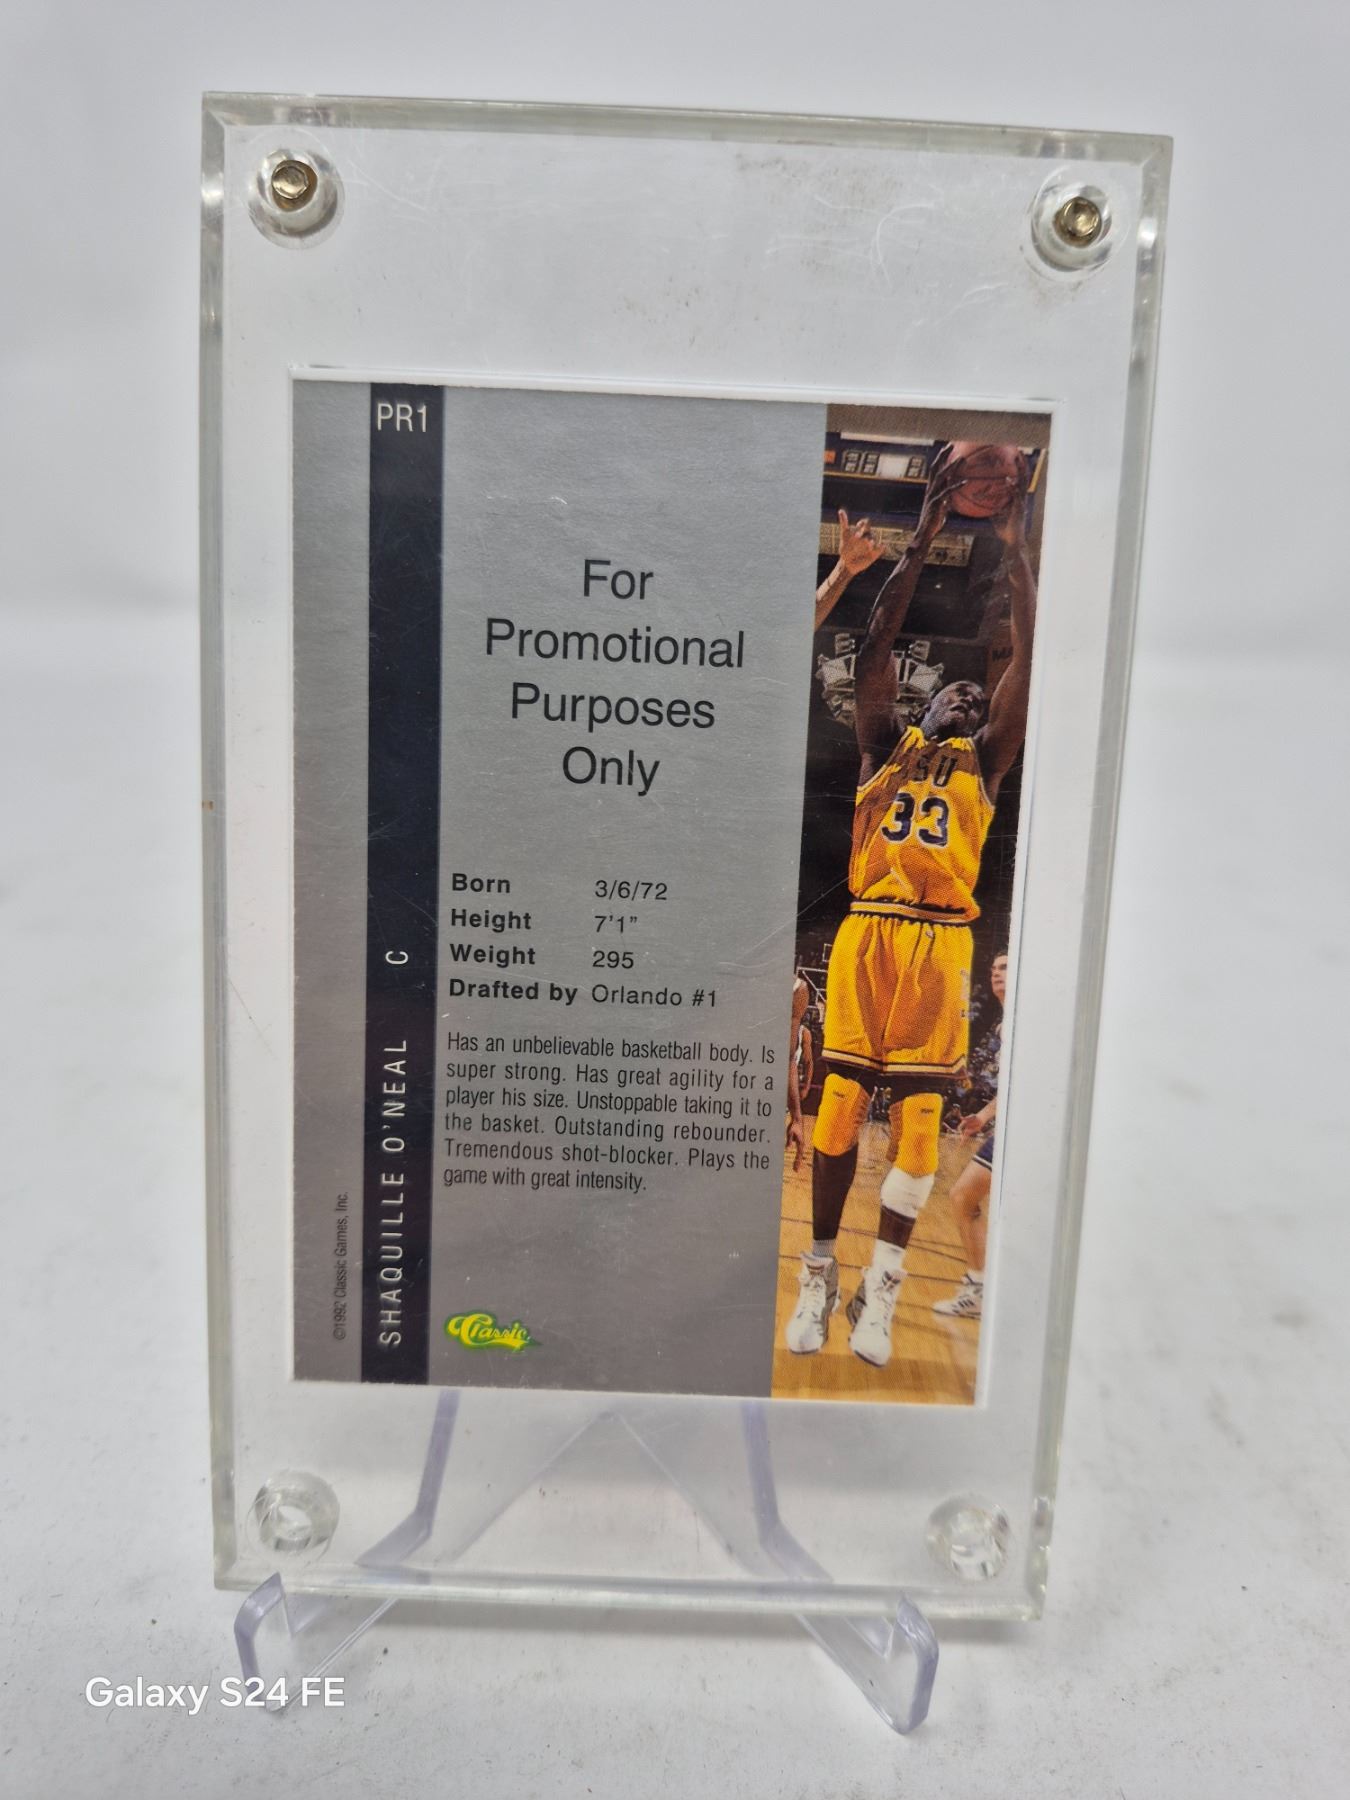 PR1
For
Promotional
Purposes
Only
Born 3/6/72
Height 7'1"
Weight 295
Drafted by Orlando #1
Has an unbelievable basketball body. Is
super strong. Has great agility for a
player his size. Unstoppable taking it to
the basket. Outstanding rebounder.
Tremendous shot-blocker. Plays the
game with great intensity.
SHAQUILLE O'NEAL C
©1992 Classic Games, Inc.
Classic
LSU
33
Galaxy S24 FE